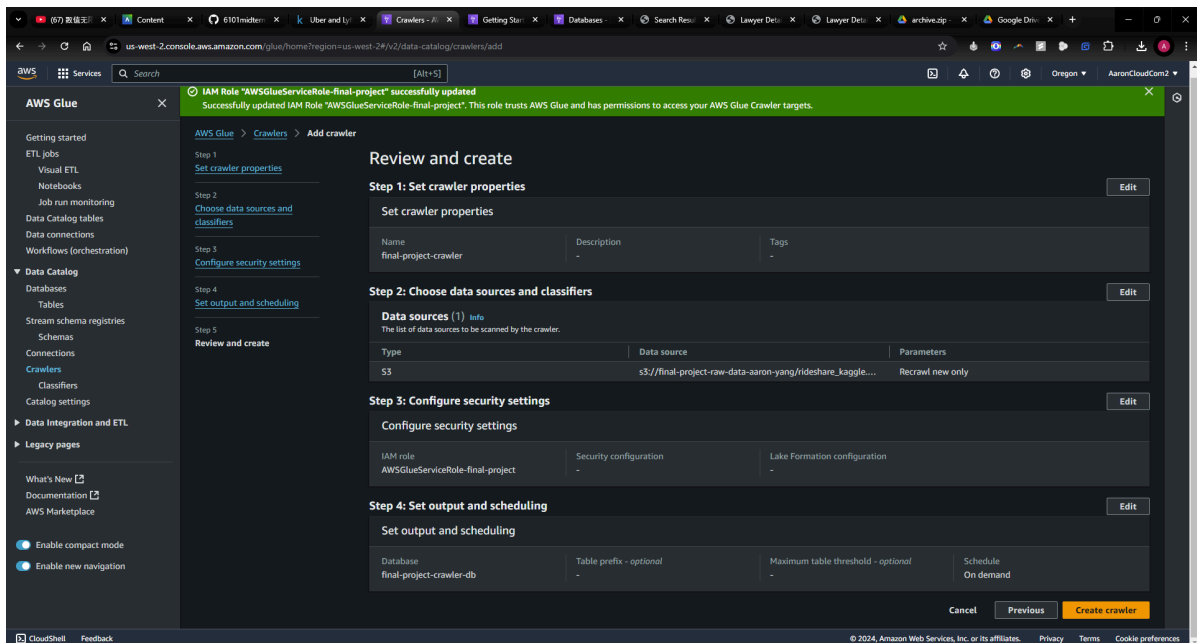 (67) 数值无
Content
6101midterm
Uber and Ly
Crawlers - A
Getting Star
Databases -
Search Resul
Lawyer Deta
Lawyer Deta
archive.zip -
Google Driv
us-west-2.console.aws.amazon.com/glue/home?region=us-west-2#/v2/data-catalog/crawlers/add
aws
Services
Search
[Alt+S]
Oregon
AaronCloudCom2
AWS Glue
Getting started
ETL jobs
Visual ETL
Notebooks
Job run monitoring
Data Catalog tables
Data connections
Workflows (orchestration)
Data Catalog
Databases
Tables
Stream schema registries
Schemas
Connections
Crawlers
Classifiers
Catalog settings
Data Integration and ETL
Legacy pages
What's New
Documentation
AWS Marketplace
Enable compact mode
Enable new navigation
IAM Role "AWSGlueServiceRole-final-project" successfully updated
Successfully updated IAM Role "AWSGlueServiceRole-final-project". This role trusts AWS Glue and has permissions to access your AWS Glue Crawler targets.
AWS Glue > Crawlers > Add crawler
Step 1
Set crawler properties
Step 2
Choose data sources and
classifiers
Step 3
Configure security settings
Step 4
Set output and scheduling
Step 5
Review and create
Review and create
Step 1: Set crawler properties
Edit
Set crawler properties
Name
Description
Tags
final-project-crawler
-
-
Step 2: Choose data sources and classifiers
Edit
Data sources (1) Info
The list of data sources to be scanned by the crawler.
Type
Data source
Parameters
S3
s3://final-project-raw-data-aaron-yang/rideshare_kaggle....
Recrawl new only
Step 3: Configure security settings
Edit
Configure security settings
IAM role
Security configuration
Lake Formation configuration
AWSGlueServiceRole-final-project
-
-
Step 4: Set output and scheduling
Edit
Set output and scheduling
Database
Table prefix - optional
Maximum table threshold - optional
Schedule
final-project-crawler-db
-
-
On demand
Cancel
Previous
Create crawler
CloudShell
Feedback
© 2024, Amazon Web Services, Inc. or its affiliates.
Privacy
Terms
Cookie preferences